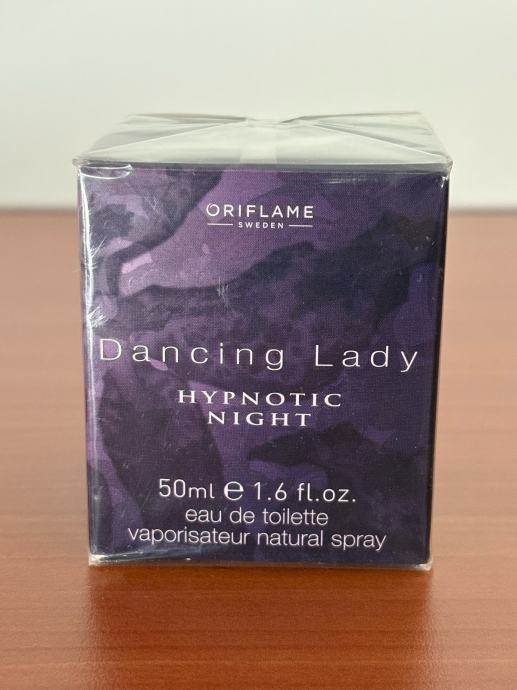 ORIFLAME
SWEDEN
Dancing Lady
HYPNOTIC
NIGHT
50ml ℮ 1.6 fl.oz.
eau de toilette
vaporisateur natural spray